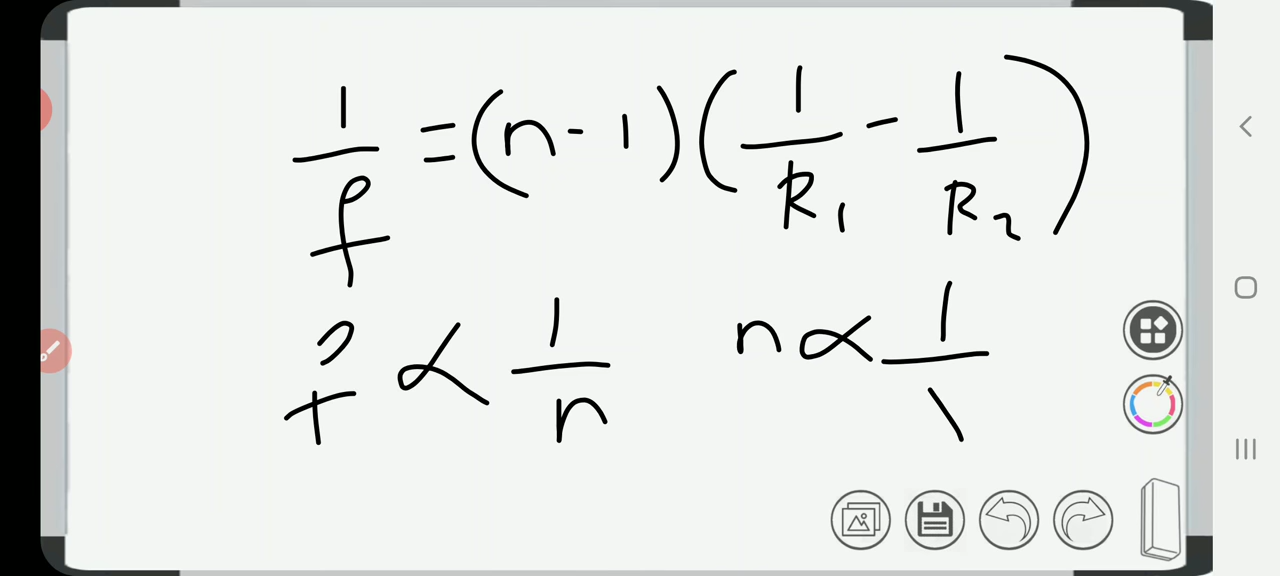 1/f = (n - 1) (1/R₁ - 1/R₂)
f ∝ 1/n n ∝ 1/